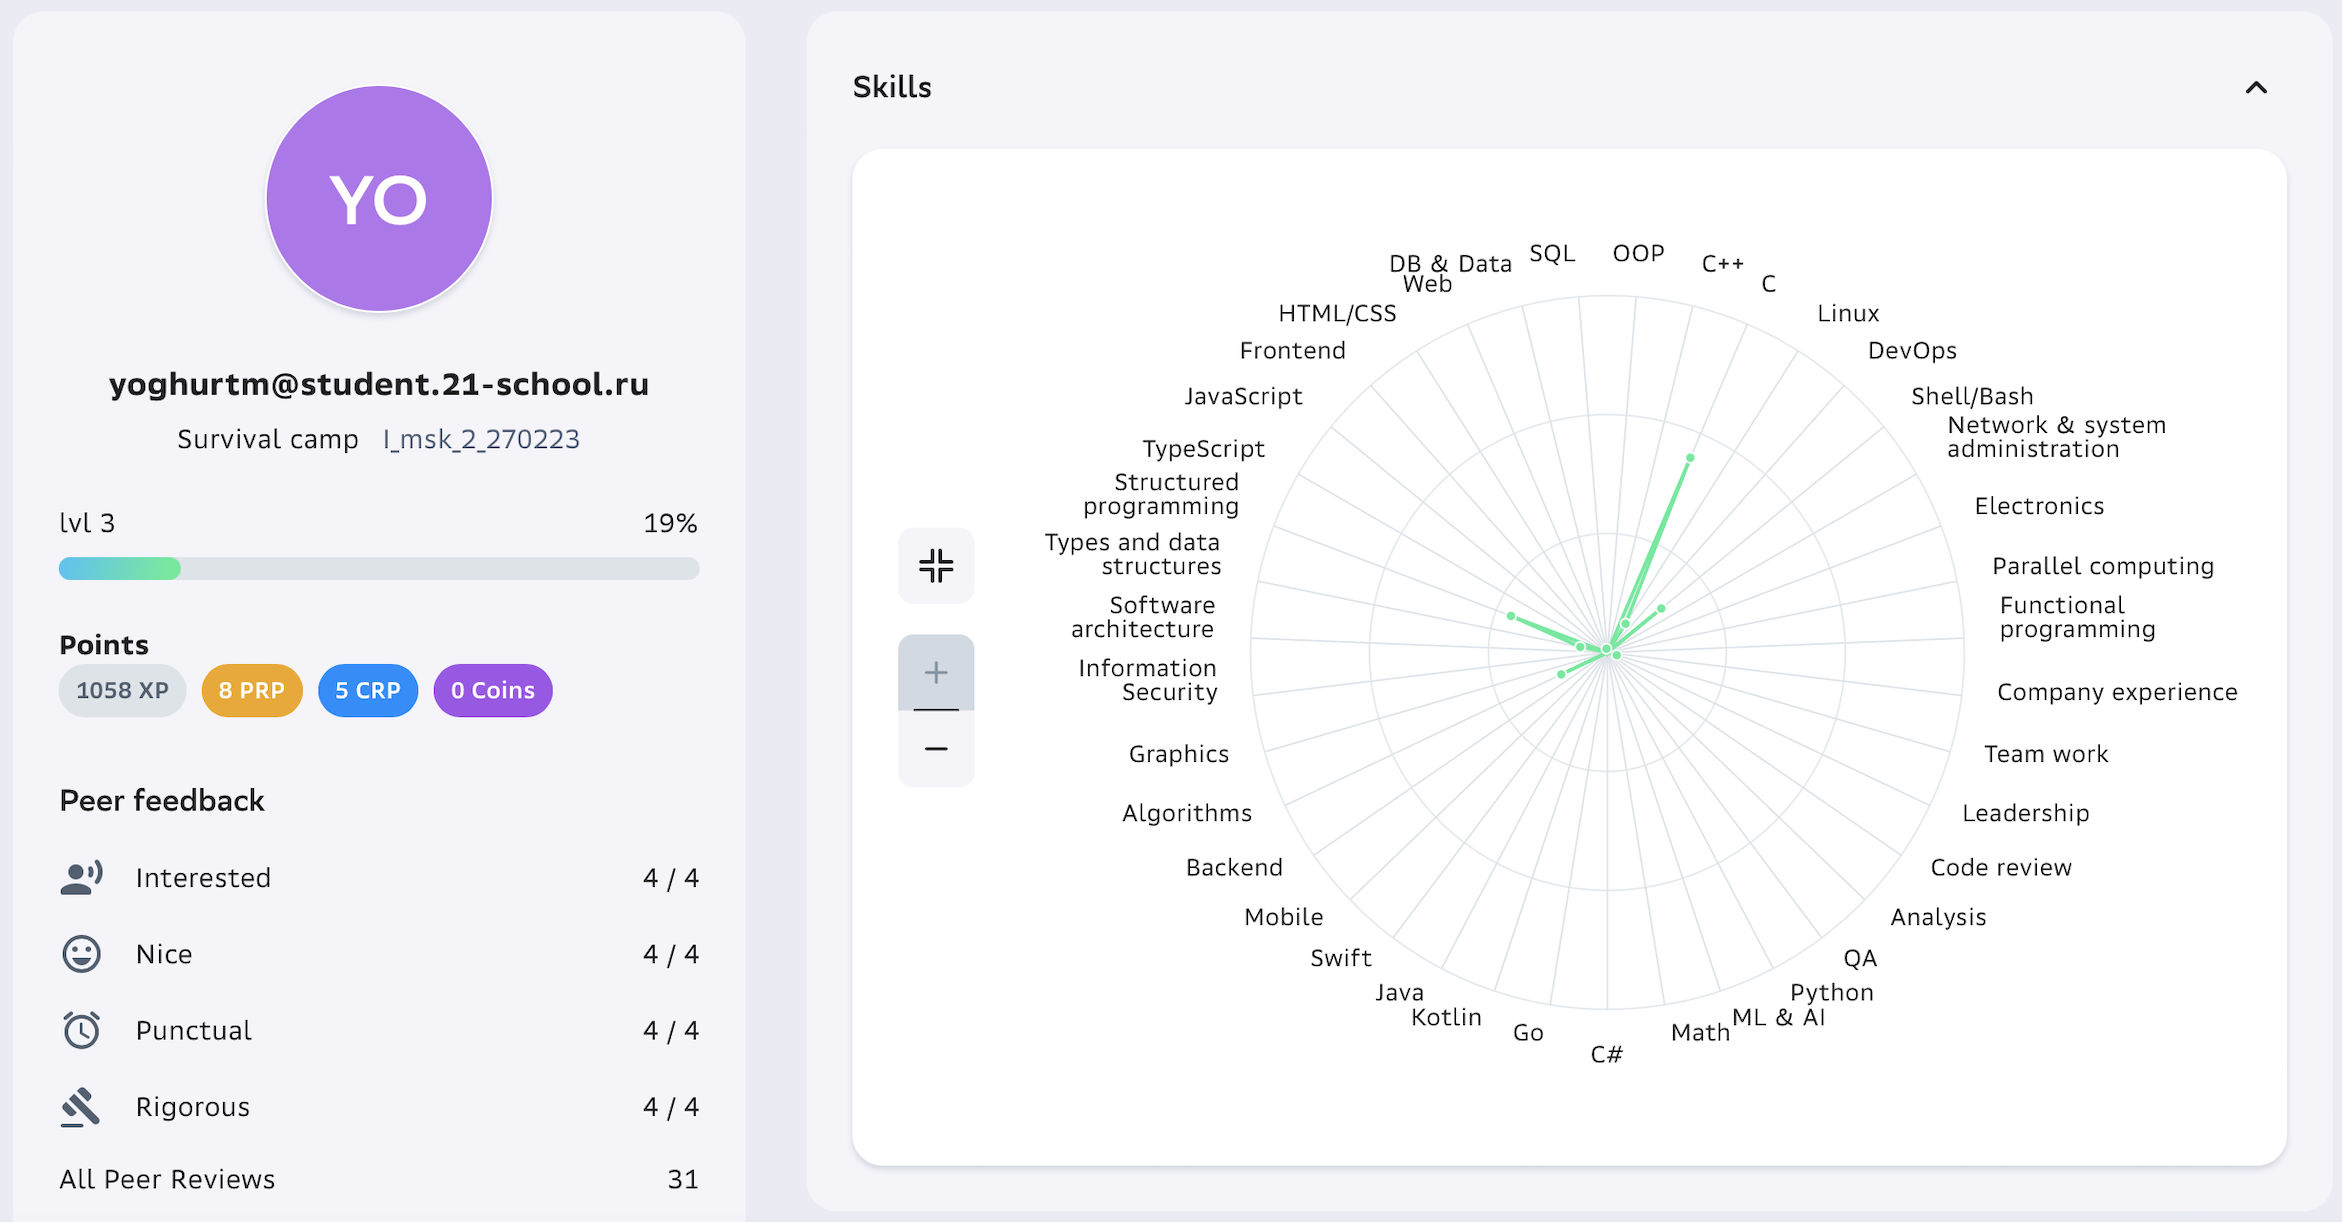 YO
yoghurtm@student.21-school.ru
Survival camp I_msk_2_270223
lvl 3 19%
Points
1058 XP 8 PRP 5 CRP 0 Coins
Peer feedback
Interested 4 / 4
Nice 4 / 4
Punctual 4 / 4
Rigorous 4 / 4
All Peer Reviews 31
Skills
SQL
OOP
C++
C
Linux
DevOps
Shell/Bash
Network & system
administration
Electronics
Parallel computing
Functional
programming
Company experience
Team work
Leadership
Code review
Analysis
QA
Python
ML & AI
Math
C#
Go
Kotlin
Java
Swift
Mobile
Backend
Algorithms
Graphics
Information
Security
Software
architecture
Types and data
structures
Structured
programming
TypeScript
JavaScript
Frontend
HTML/CSS
Web
DB & Data